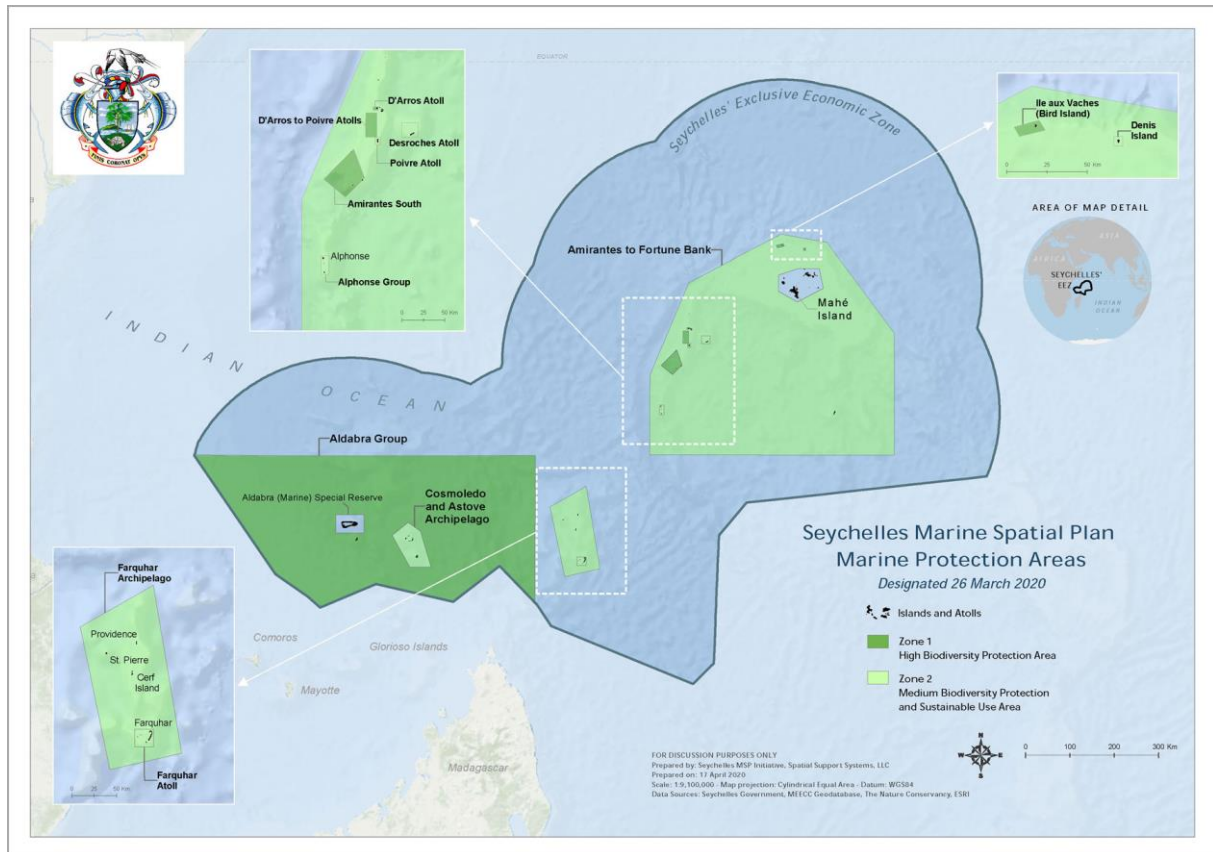 FINIS CORONAT OPUS
EQUATOR
Seychelles' Exclusive Economic Zone
D'Arros Atoll
D'Arros to Poivre Atolls
Desroches Atoll
Poivre Atoll
Amirantes South
Alphonse
Alphonse Group
0 25 50 Km
Ile aux Vaches
(Bird Island)
Denis
Island
0 25 50 Km
AREA OF MAP DETAIL
ASIA
AFRICA
SEYCHELLES'
EEZ
INDIAN
OCEAN
Amirantes to Fortune Bank
Mahé
Island
INDIAN
OCEAN
Aldabra Group
Aldabra (Marine) Special Reserve
Cosmoledo
and Astove
Archipelago
Farquhar
Archipelago
Providence
St. Pierre
Cerf
Island
Farquhar
Farquhar
Atoll
0 25 50 Km
Comoros
Glorioso Islands
Mayotte
Madagascar
Seychelles Marine Spatial Plan
Marine Protection Areas
Designated 26 March 2020
Islands and Atolls
Zone 1
High Biodiversity Protection Area
Zone 2
Medium Biodiversity Protection
and Sustainable Use Area
FOR DISCUSSION PURPOSES ONLY
Prepared by: Seychelles MSP Initiative, Spatial Support Systems, LLC
Prepared on: 17 April 2020
Scale: 1:9,100,000 - Map projection: Cylindrical Equal Area - Datum: WGS84
Data Sources: Seychelles Government, MEECC Geodatabase, The Nature Conservancy, ESRI
N
W E
S
0 100 200 300 Km